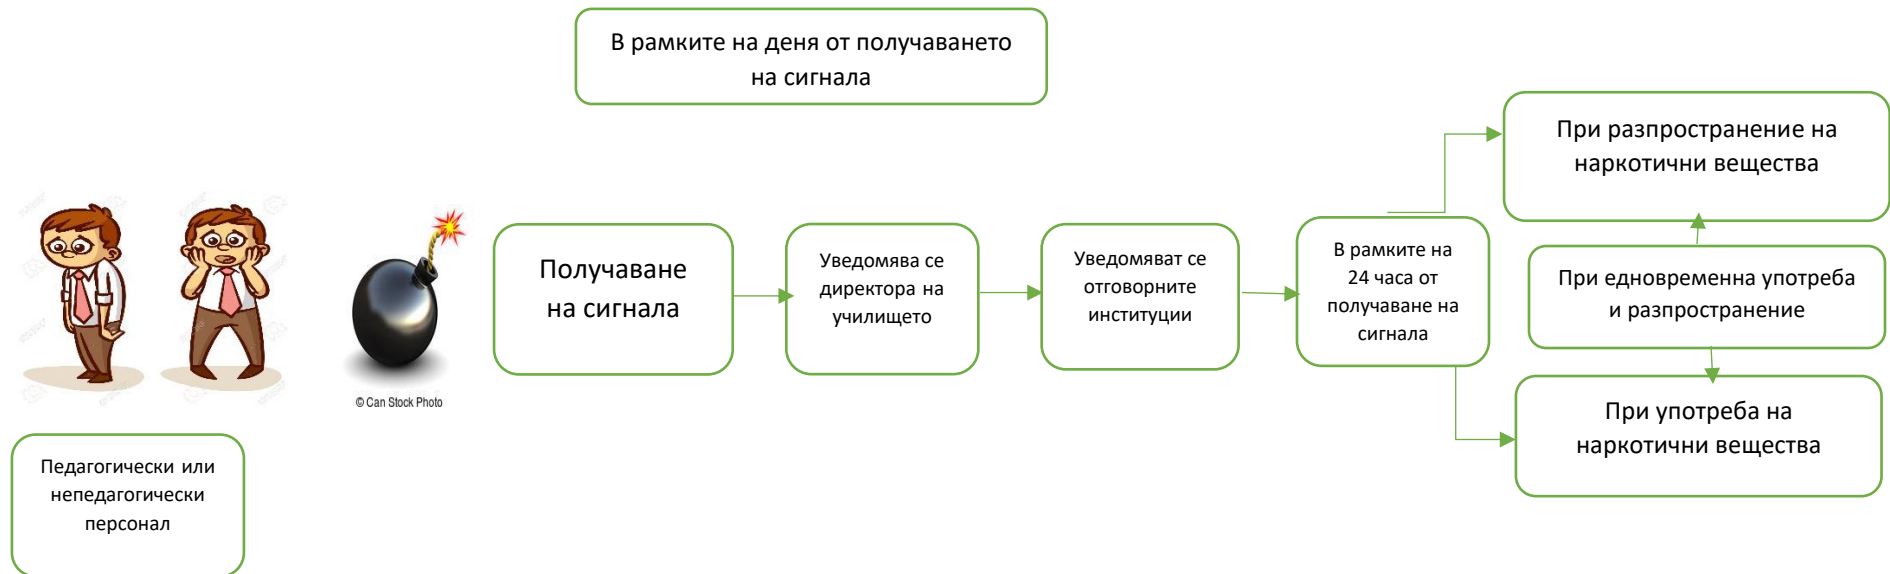 В рамките на деня от получаването
на сигнала
При разпространение на
наркотични вещества
Получаване
на сигнала
Уведомява се
директора на
училището
Уведомяват се
отговорните
институции
В рамките на
24 часа от
получаване на
сигнала
При едновременна употреба
и разпространение
При употреба на
наркотични вещества
© Can Stock Photo
Педагогически или
непедагогически
персонал